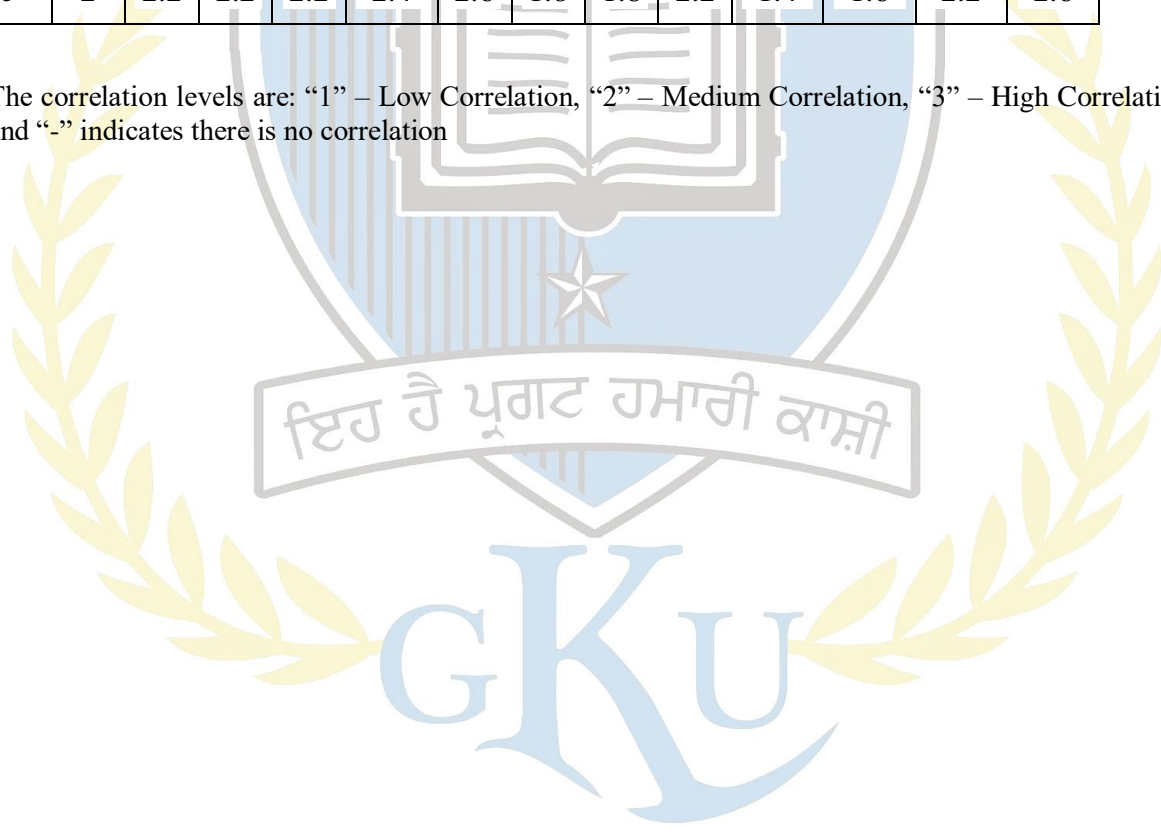 The correlation levels are: “1” – Low Correlation, “2” – Medium Correlation, “3” – High Correlati
nd “-” indicates there is no correlation
ਇਹ ਹੈ ਪ੍ਰਗਟ ਹਮਾਰੀ ਕਾਸ਼ੀ
GKU